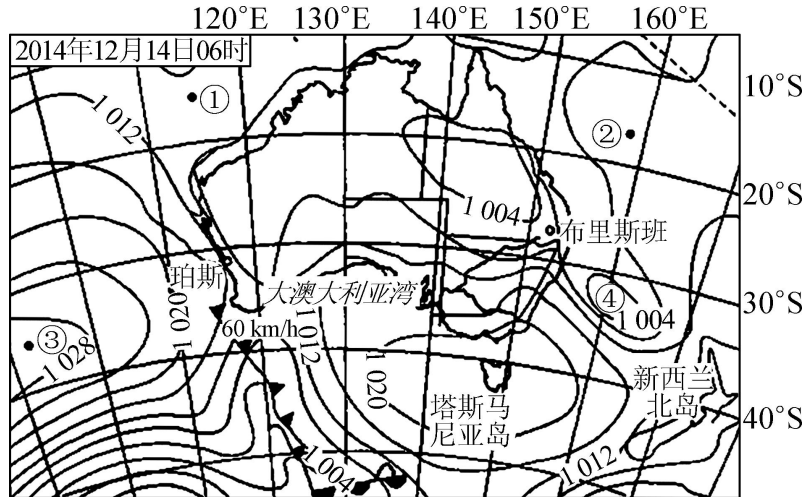 120°E 130°E 140°E 150°E 160°E
2014年12月14日06时
10°S
①
1 012
②
20°S
1 004
布里斯班
珀斯
大澳大利亚湾
④
30°S
1 020
60 km/h
1 004
③
1 028
1 012
1 020
新西兰
北岛
塔斯马
尼亚岛
40°S
1 004
1 012